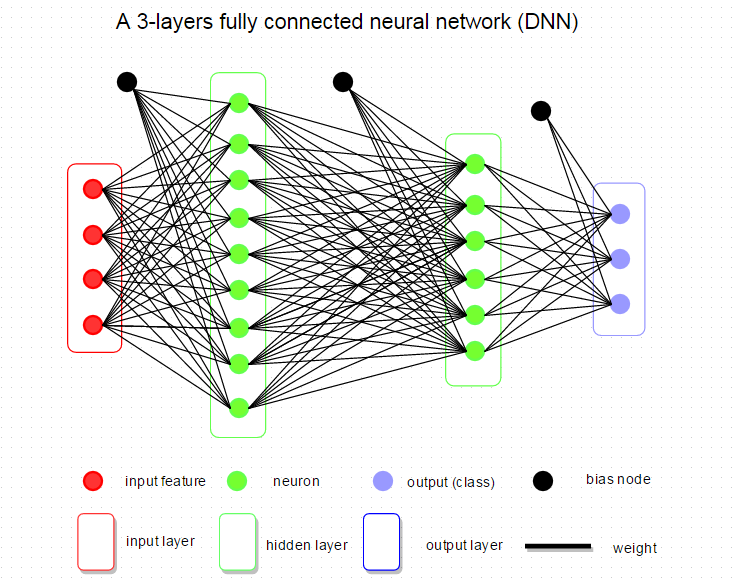 A 3-layers fully connected neural network (DNN)
input feature
neuron
output (class)
bias node
input layer
hidden layer
output layer
weight